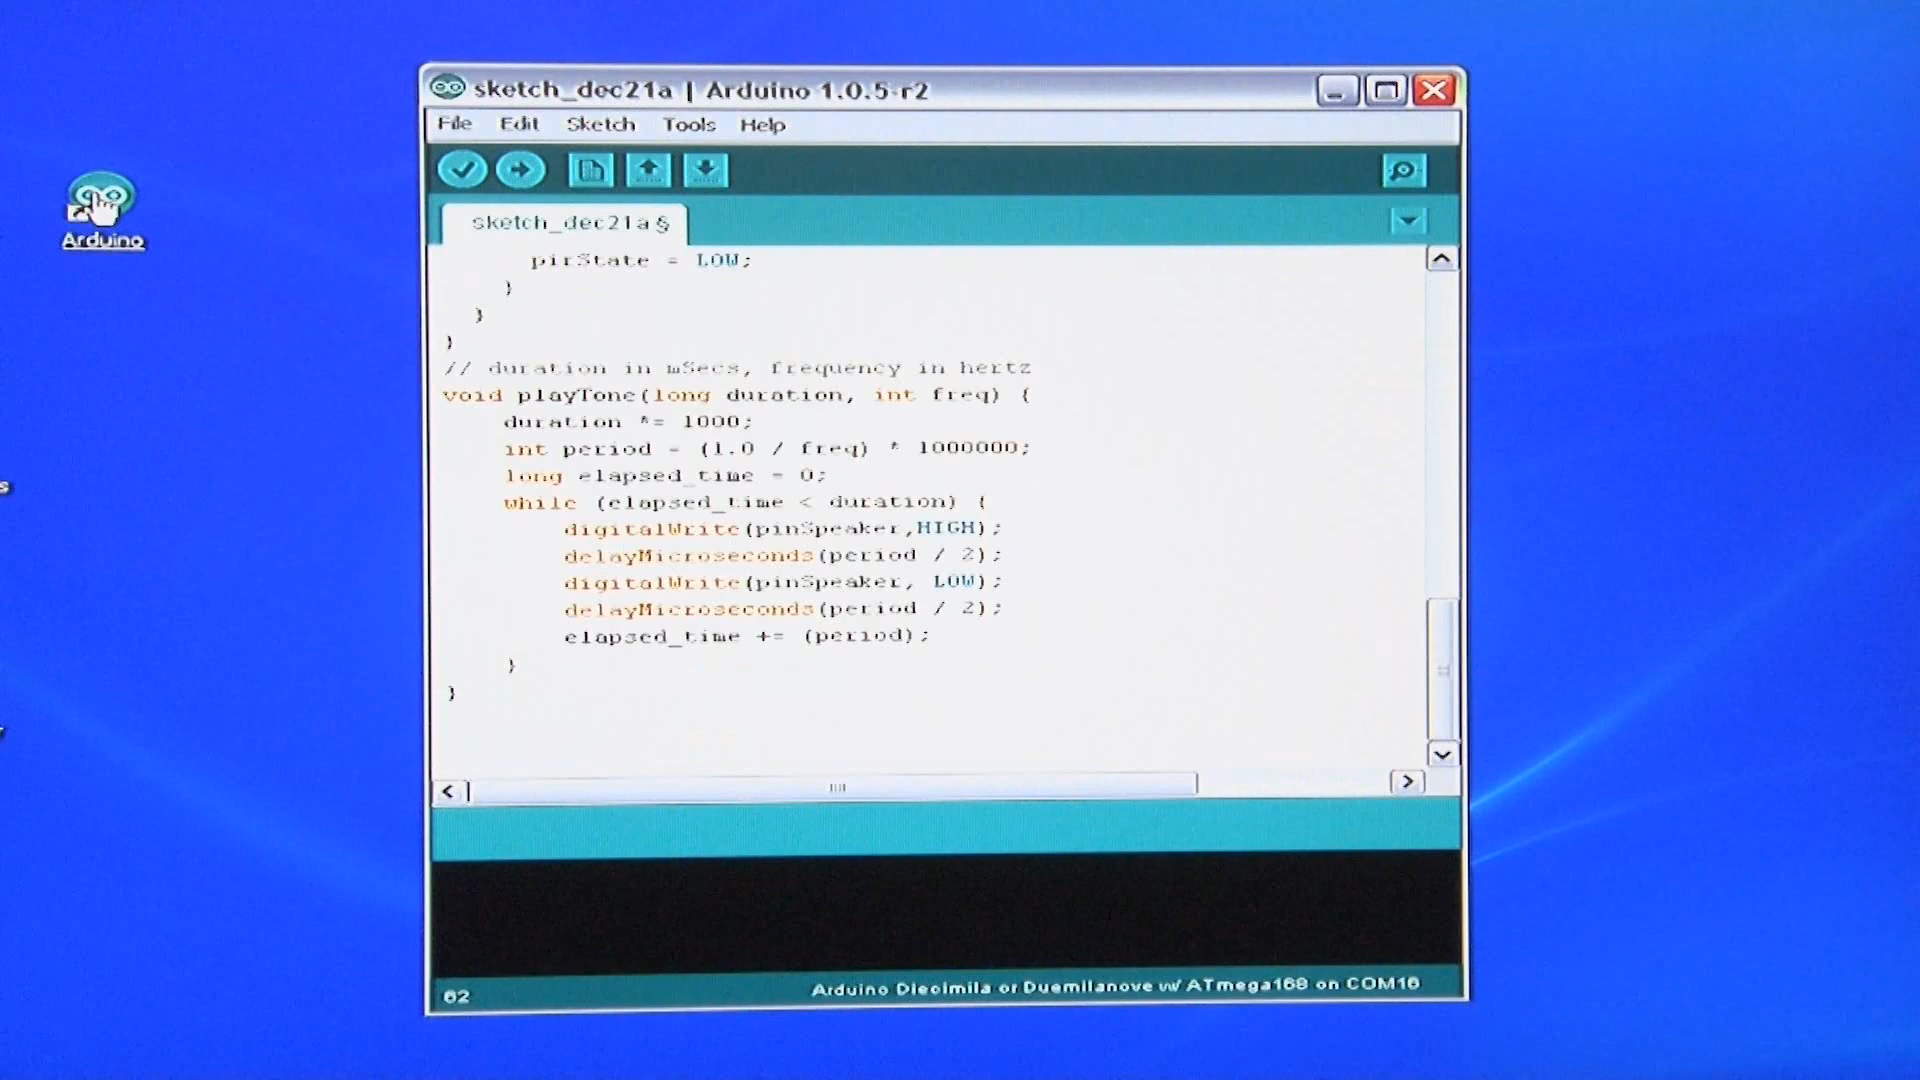 sketch_dec21a | Arduino 1.0.5-r2
File Edit Sketch Tools Help
Arduino
sketch_dec21a §
pirState = LOW;
}
}
}
// duration in mSecs, frequency in hertz
void playTone(long duration, int freq) {
duration *= 1000;
int period = (1.0 / freq) * 1000000;
long elapsed_time = 0;
while (elapsed_time < duration) {
digitalWrite(pinSpeaker,HIGH);
delayMicroseconds(period / 2);
digitalWrite(pinSpeaker, LOW);
delayMicroseconds(period / 2);
elapsed_time += (period);
}
}
62
Arduino Diecimila or Duemilanove w/ ATmega168 on COM16